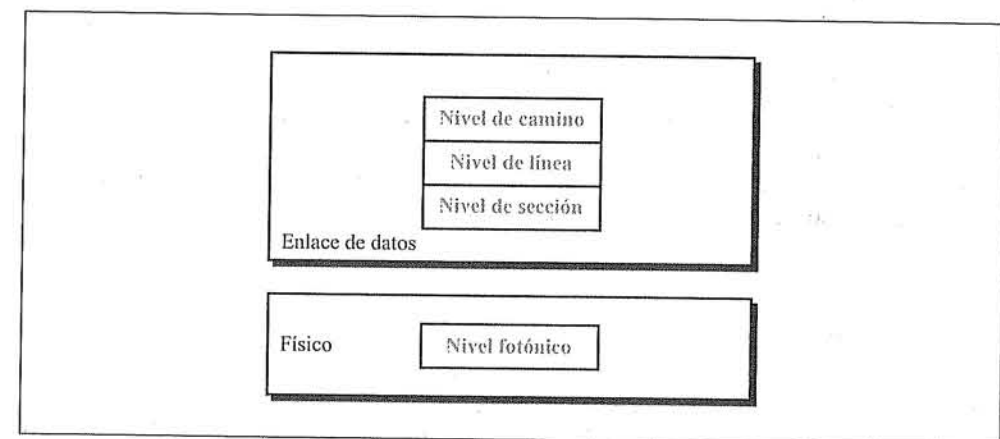 Nivel de camino
Nivel de línea
Nivel de sección
Enlace de datos
Físico
Nivel fotónico